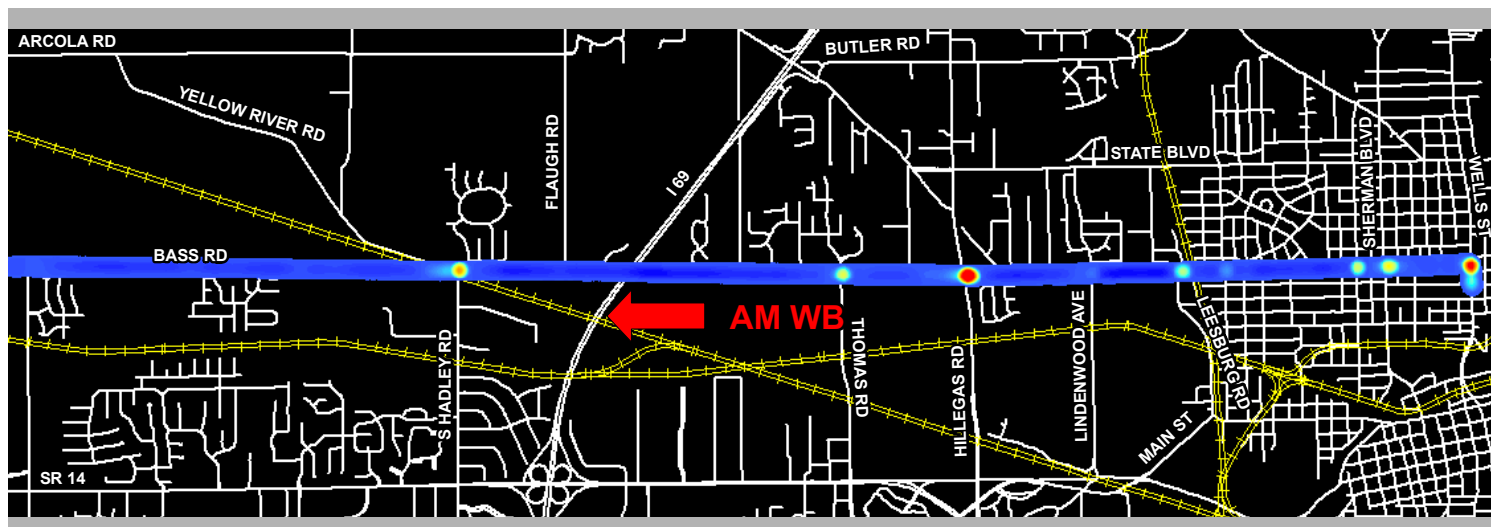 ARCOLA RD
BUTLER RD
YELLOW RIVER RD
FLAUGH RD
STATE BLVD
SHERMAN BLVD
WELLS ST
I 69
BASS RD
AM WB
S HADLEY RD
THOMAS RD
HILLEGAS RD
LINDENWOOD AVE
LEESBURG RD
MAIN ST
SR 14